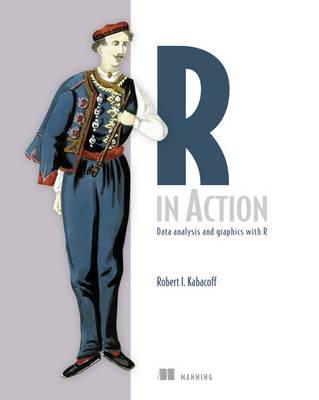 R
IN ACTION
Data analysis and graphics with R
Robert I. Kabacoff
MANNING